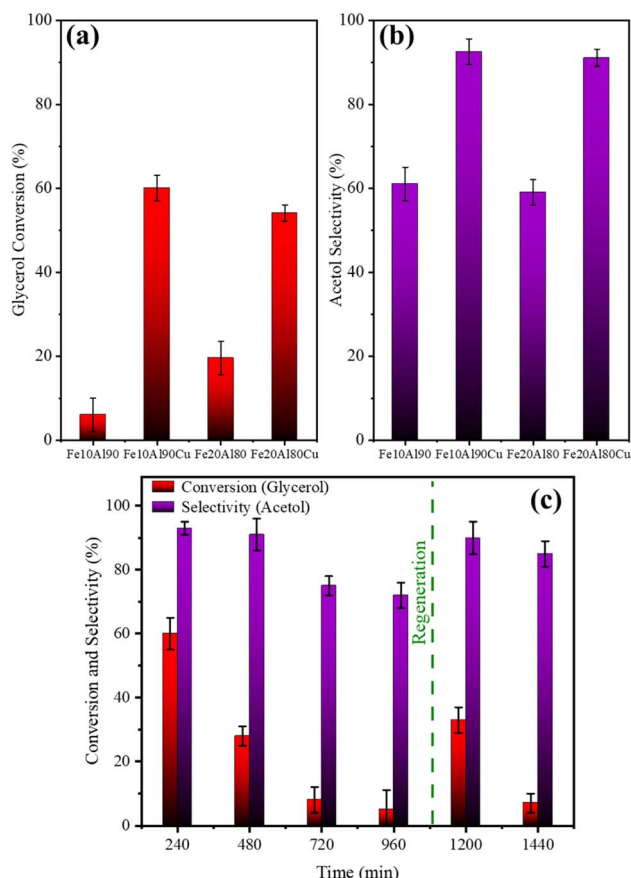 (a)
Glycerol Conversion (%)
100
80
60
40
20
0
Fe10Al90 Fe10Al90Cu Fe20Al80 Fe20Al80Cu
(b)
Acetol Selectivity (%)
100
80
60
40
20
0
Fe10Al90 Fe10Al90Cu Fe20Al80 Fe20Al80Cu
(c)
Conversion (Glycerol)
Selectivity (Acetol)
Regeneration
Conversion and Selectivity (%)
100
80
60
40
20
0
240 480 720 960 1200 1440
Time (min)